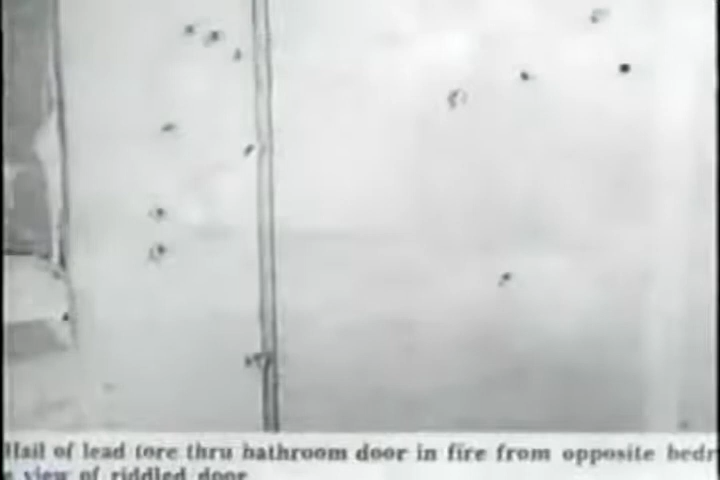 Hail of lead tore thru bathroom door in fire from opposite bedr
view of riddled door